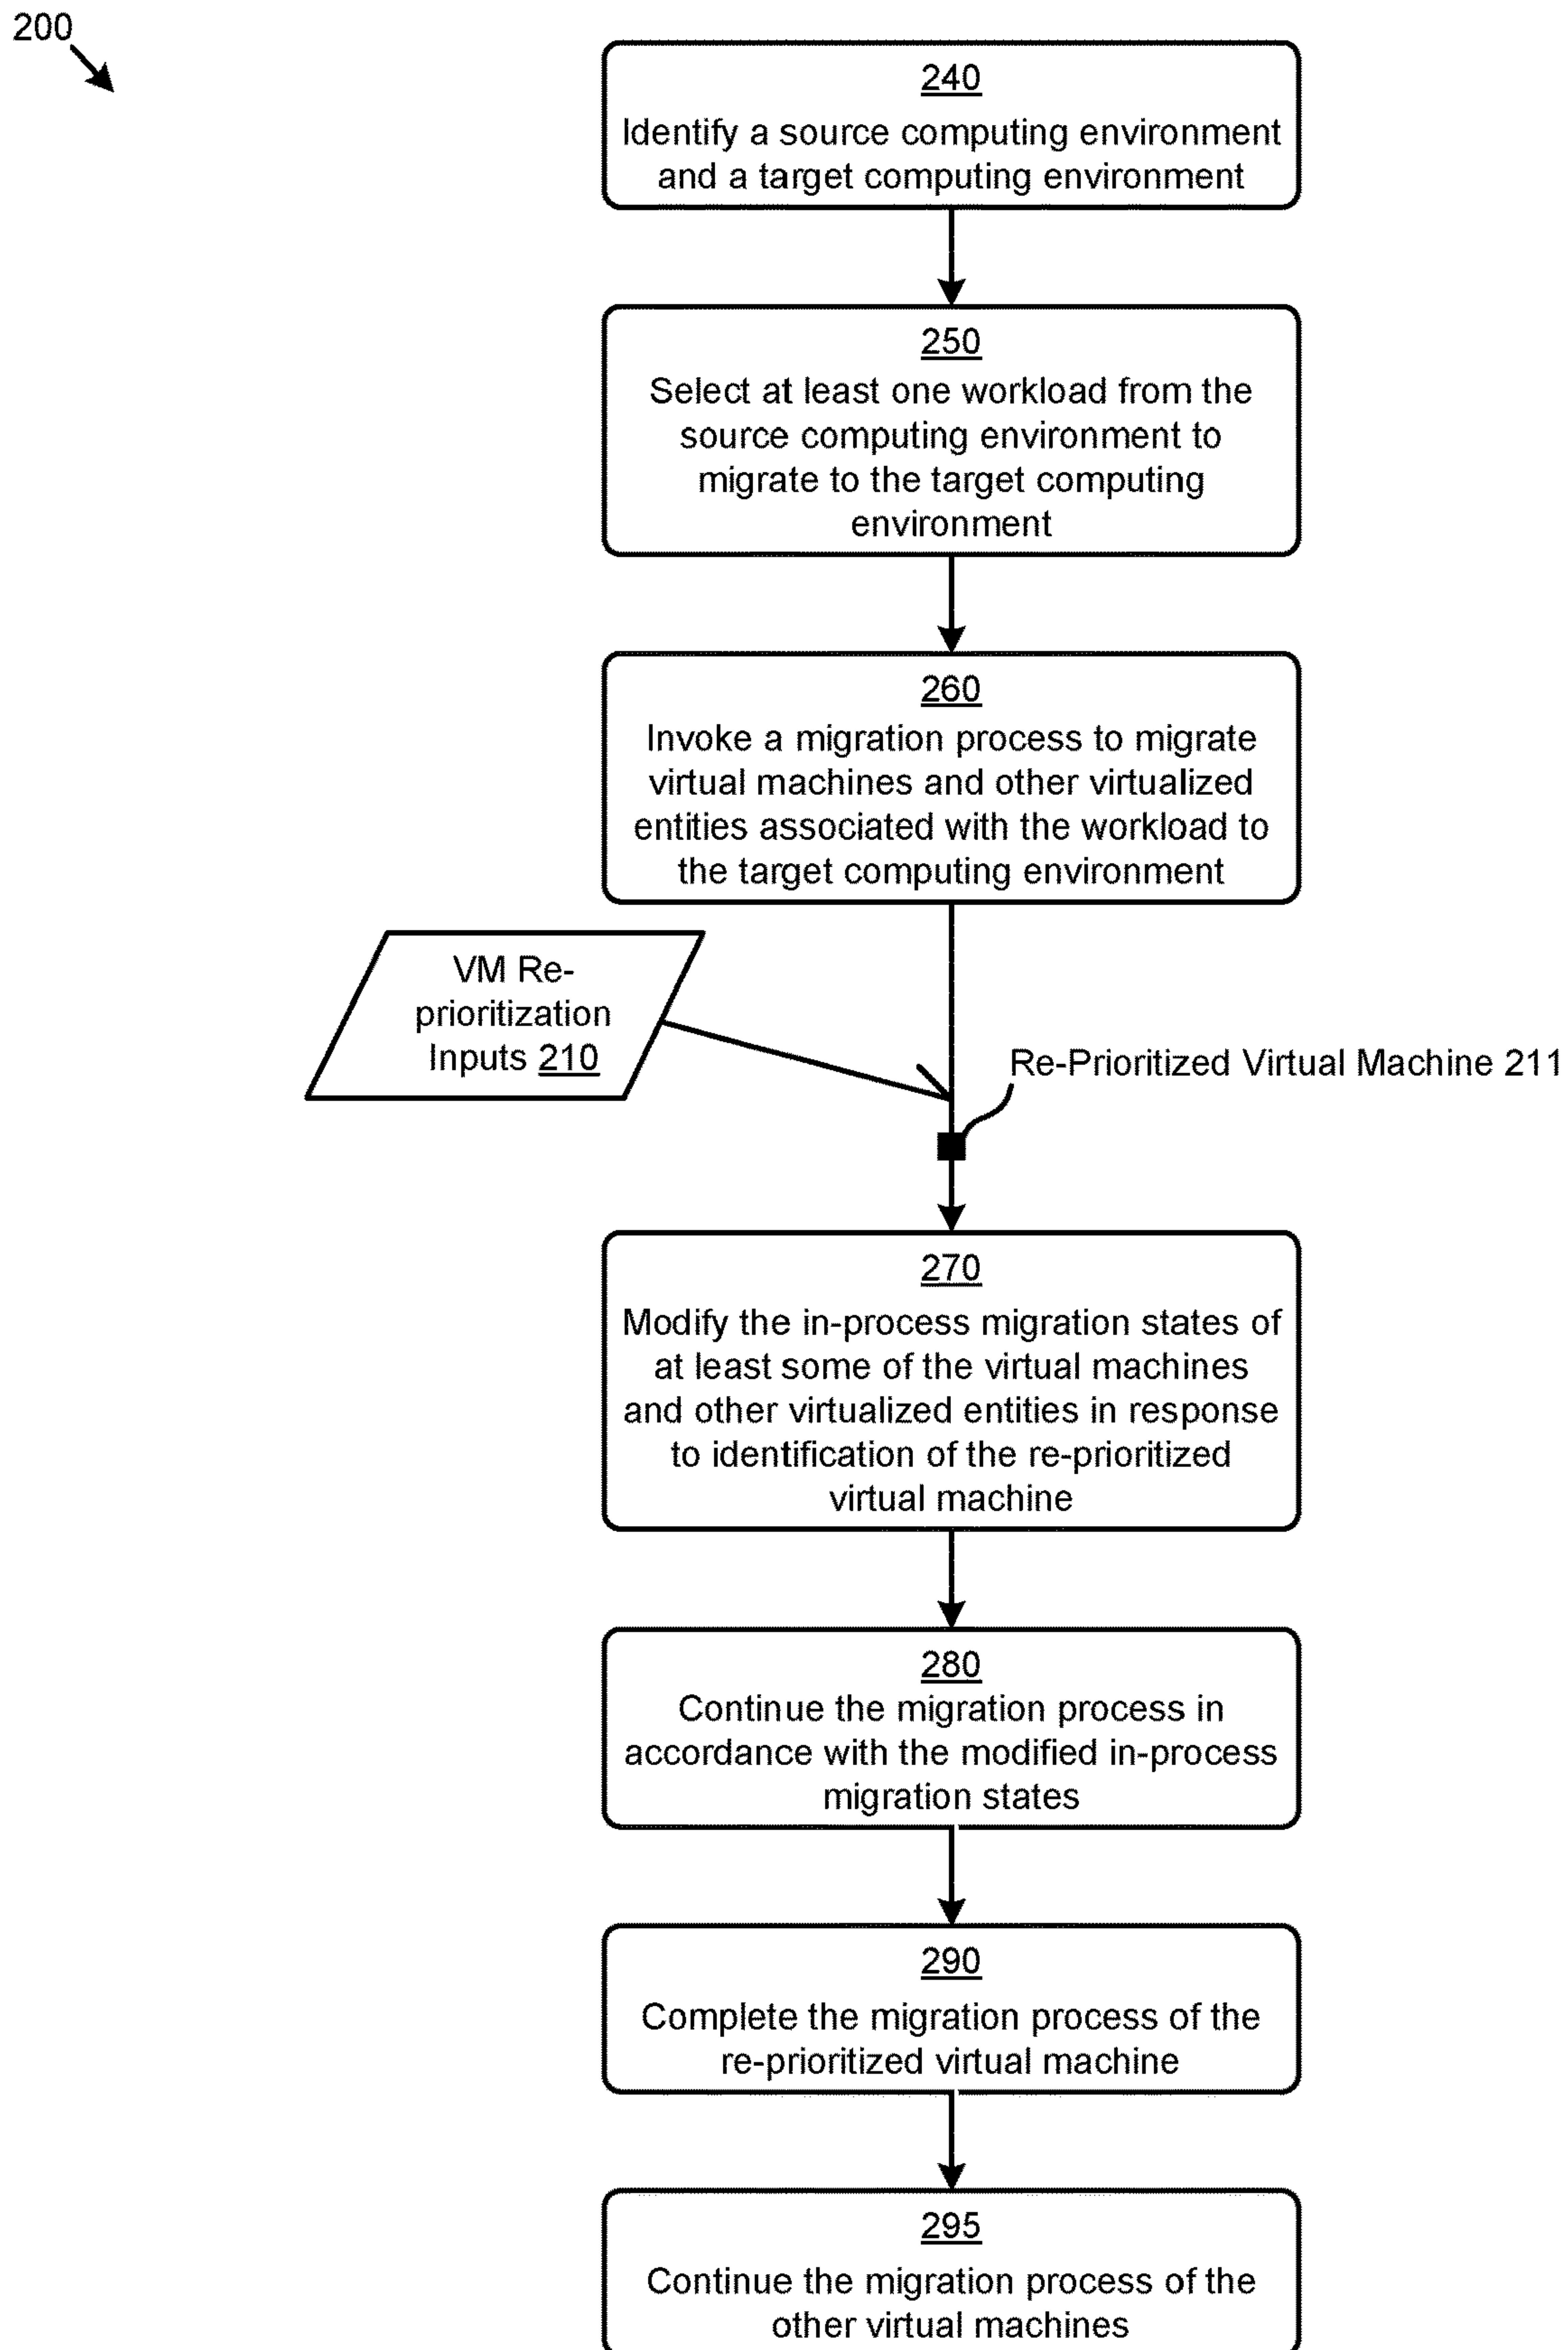 200
240
Identify a source computing environment
and a target computing environment
250
Select at least one workload from the
source computing environment to
migrate to the target computing
environment
260
Invoke a migration process to migrate
virtual machines and other virtualized
entities associated with the workload to
the target computing environment
VM Re-
prioritization
Inputs 210
Re-Prioritized Virtual Machine 211
270
Modify the in-process migration states of
at least some of the virtual machines
and other virtualized entities in response
to identification of the re-prioritized
virtual machine
280
Continue the migration process in
accordance with the modified in-process
migration states
290
Complete the migration process of the
re-prioritized virtual machine
295
Continue the migration process of the
other virtual machines